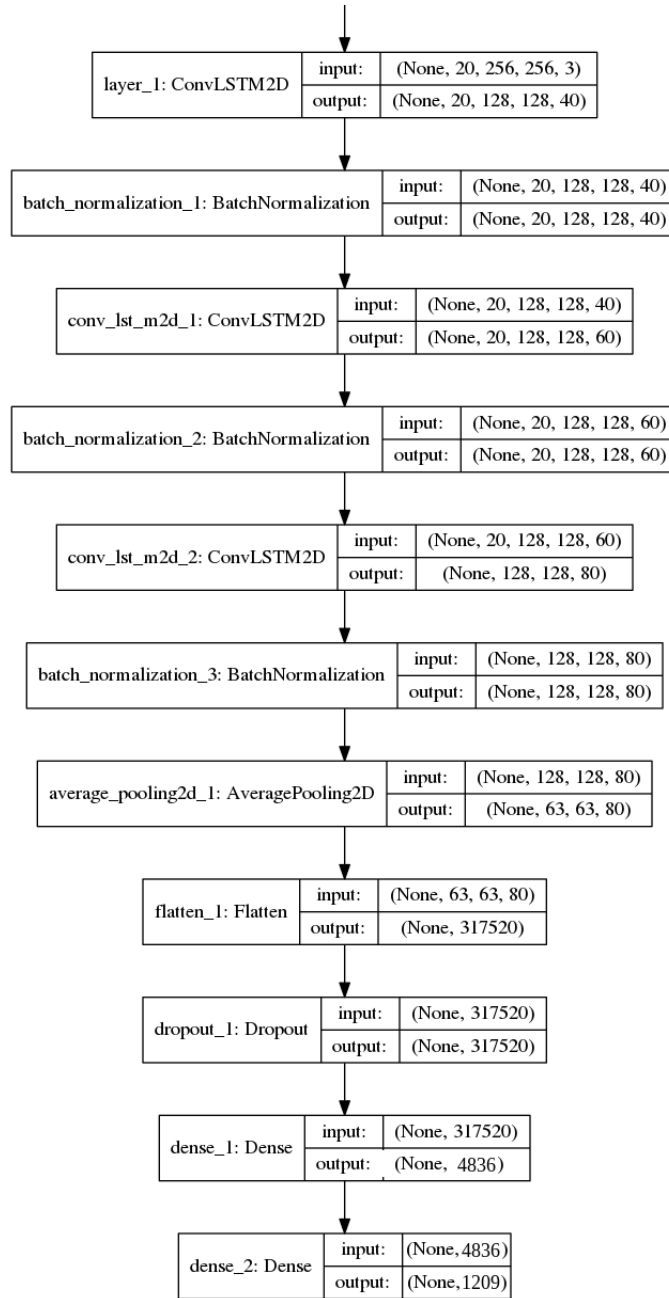 layer_1: ConvLSTM2D
input: (None, 20, 256, 256, 3)
output: (None, 20, 128, 128, 40)
batch_normalization_1: BatchNormalization
input: (None, 20, 128, 128, 40)
output: (None, 20, 128, 128, 40)
conv_lst_m2d_1: ConvLSTM2D
input: (None, 20, 128, 128, 40)
output: (None, 20, 128, 128, 60)
batch_normalization_2: BatchNormalization
input: (None, 20, 128, 128, 60)
output: (None, 20, 128, 128, 60)
conv_lst_m2d_2: ConvLSTM2D
input: (None, 20, 128, 128, 60)
output: (None, 128, 128, 80)
batch_normalization_3: BatchNormalization
input: (None, 128, 128, 80)
output: (None, 128, 128, 80)
average_pooling2d_1: AveragePooling2D
input: (None, 128, 128, 80)
output: (None, 63, 63, 80)
flatten_1: Flatten
input: (None, 63, 63, 80)
output: (None, 317520)
dropout_1: Dropout
input: (None, 317520)
output: (None, 317520)
dense_1: Dense
input: (None, 317520)
output: (None, 4836)
dense_2: Dense
input: (None, 4836)
output: (None, 1209)